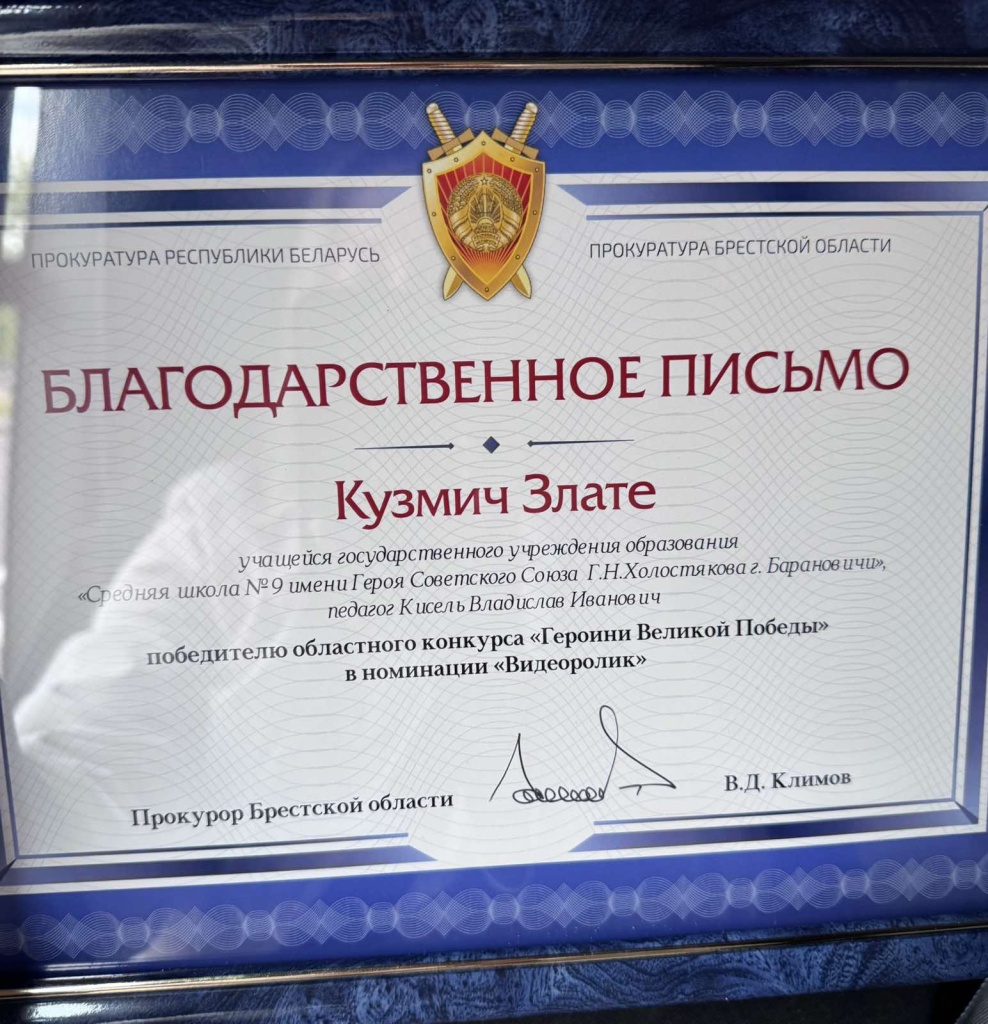 ПРОКУРАТУРА РЕСПУБЛИКИ БЕЛАРУСЬ
ПРОКУРАТУРА БРЕСТСКОЙ ОБЛАСТИ
БЛАГОДАРСТВЕННОЕ ПИСЬМО
Кузмич Злате
учащейся государственного учреждения образования
«Средняя школа №9 имени Героя Советского Союза Г.Н.Холостякова г. Барановичи»,
педагог Кисель Владислав Иванович
победителю областного конкурса «Героини Великой Победы»
в номинации «Видеоролик»
Прокурор Брестской области
В.Д. Климов